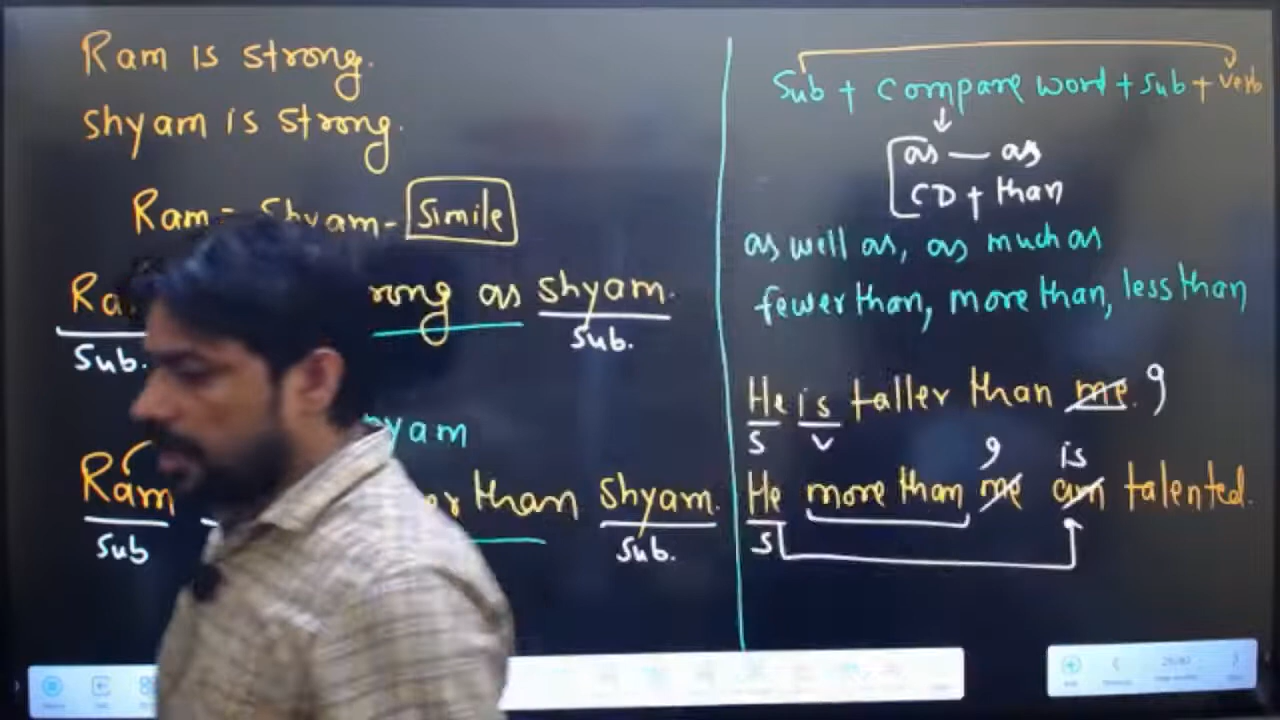 Ram is strong.
shyam is strong.
Ram = Shyam - Simile
rong as shyam.
Sub. Sub.
yam
Ram er than shyam.
Sub Sub.
Sub + compare word + sub + verb
as — as
CD + than
as well as, as much as
fewer than, more than, less than
He is taller than me. I
S V
I is
He more than me am talented.
S